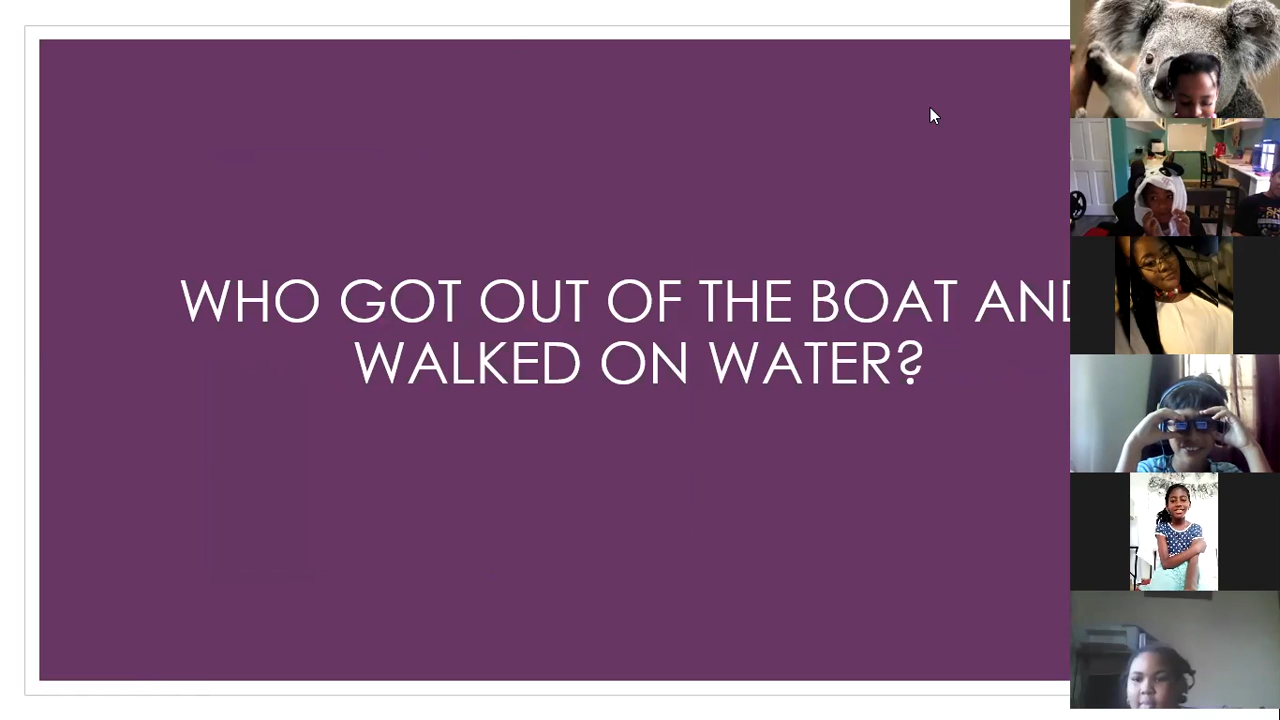 WHO GOT OUT OF THE BOAT AND
WALKED ON WATER?